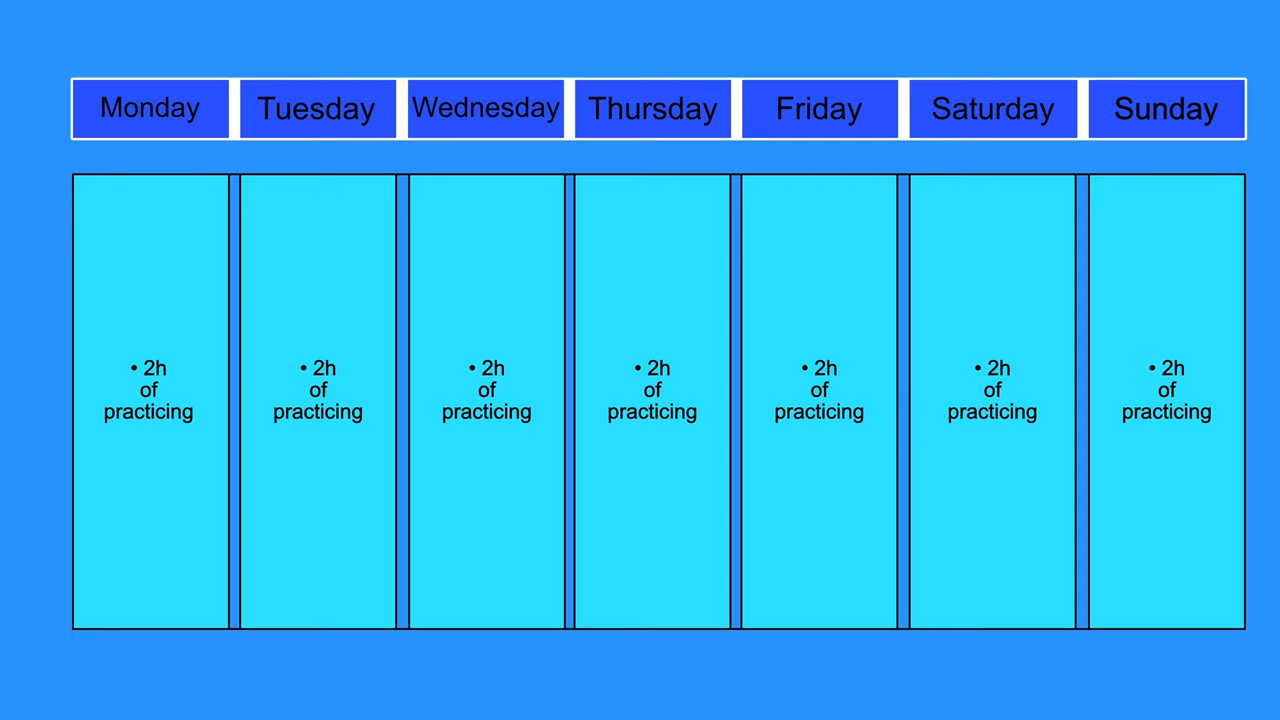 Monday Tuesday Wednesday Thursday Friday Saturday Sunday
• 2h
of
practicing
• 2h
of
practicing
• 2h
of
practicing
• 2h
of
practicing
• 2h
of
practicing
• 2h
of
practicing
• 2h
of
practicing